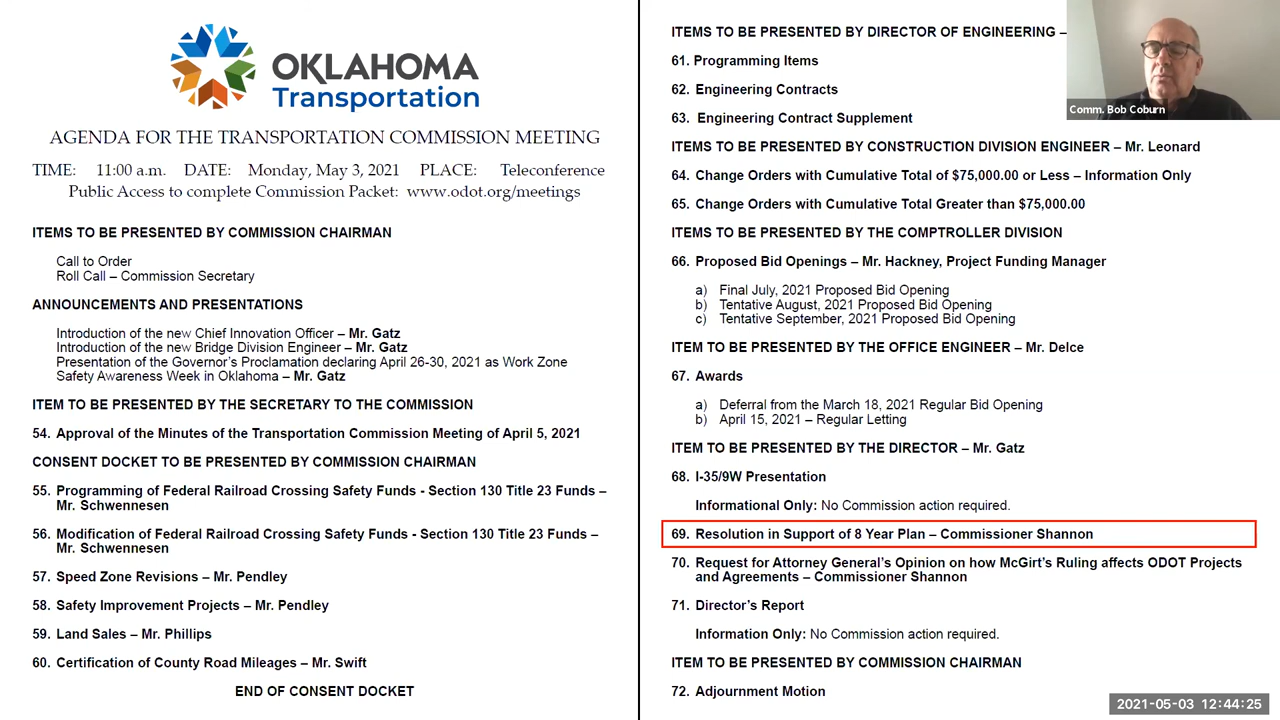 OKLAHOMA
Transportation
AGENDA FOR THE TRANSPORTATION COMMISSION MEETING
TIME: 11:00 a.m. DATE: Monday, May 3, 2021 PLACE: Teleconference
Public Access to complete Commission Packet: www.odot.org/meetings
ITEMS TO BE PRESENTED BY COMMISSION CHAIRMAN
Call to Order
Roll Call – Commission Secretary
ANNOUNCEMENTS AND PRESENTATIONS
Introduction of the new Chief Innovation Officer – Mr. Gatz
Introduction of the new Bridge Division Engineer – Mr. Gatz
Presentation of the Governor's Proclamation declaring April 26-30, 2021 as Work Zone
Safety Awareness Week in Oklahoma – Mr. Gatz
ITEM TO BE PRESENTED BY THE SECRETARY TO THE COMMISSION
54. Approval of the Minutes of the Transportation Commission Meeting of April 5, 2021
CONSENT DOCKET TO BE PRESENTED BY COMMISSION CHAIRMAN
55. Programming of Federal Railroad Crossing Safety Funds - Section 130 Title 23 Funds –
Mr. Schwennesen
56. Modification of Federal Railroad Crossing Safety Funds - Section 130 Title 23 Funds –
Mr. Schwennesen
57. Speed Zone Revisions – Mr. Pendley
58. Safety Improvement Projects – Mr. Pendley
59. Land Sales – Mr. Phillips
60. Certification of County Road Mileages – Mr. Swift
END OF CONSENT DOCKET
ITEMS TO BE PRESENTED BY DIRECTOR OF ENGINEERING –
61. Programming Items
62. Engineering Contracts
63. Engineering Contract Supplement
ITEMS TO BE PRESENTED BY CONSTRUCTION DIVISION ENGINEER – Mr. Leonard
64. Change Orders with Cumulative Total of $75,000.00 or Less – Information Only
65. Change Orders with Cumulative Total Greater than $75,000.00
ITEMS TO BE PRESENTED BY THE COMPTROLLER DIVISION
66. Proposed Bid Openings – Mr. Hackney, Project Funding Manager
a) Final July, 2021 Proposed Bid Opening
b) Tentative August, 2021 Proposed Bid Opening
c) Tentative September, 2021 Proposed Bid Opening
ITEM TO BE PRESENTED BY THE OFFICE ENGINEER – Mr. Delce
67. Awards
a) Deferral from the March 18, 2021 Regular Bid Opening
b) April 15, 2021 – Regular Letting
ITEM TO BE PRESENTED BY THE DIRECTOR – Mr. Gatz
68. I-35/9W Presentation
Informational Only: No Commission action required.
69. Resolution in Support of 8 Year Plan – Commissioner Shannon
70. Request for Attorney General's Opinion on how McGirt's Ruling affects ODOT Projects
and Agreements – Commissioner Shannon
71. Director's Report
Information Only: No Commission action required.
ITEM TO BE PRESENTED BY COMMISSION CHAIRMAN
72. Adjournment Motion
Comm. Bob Coburn
2021-05-03 12:44:25